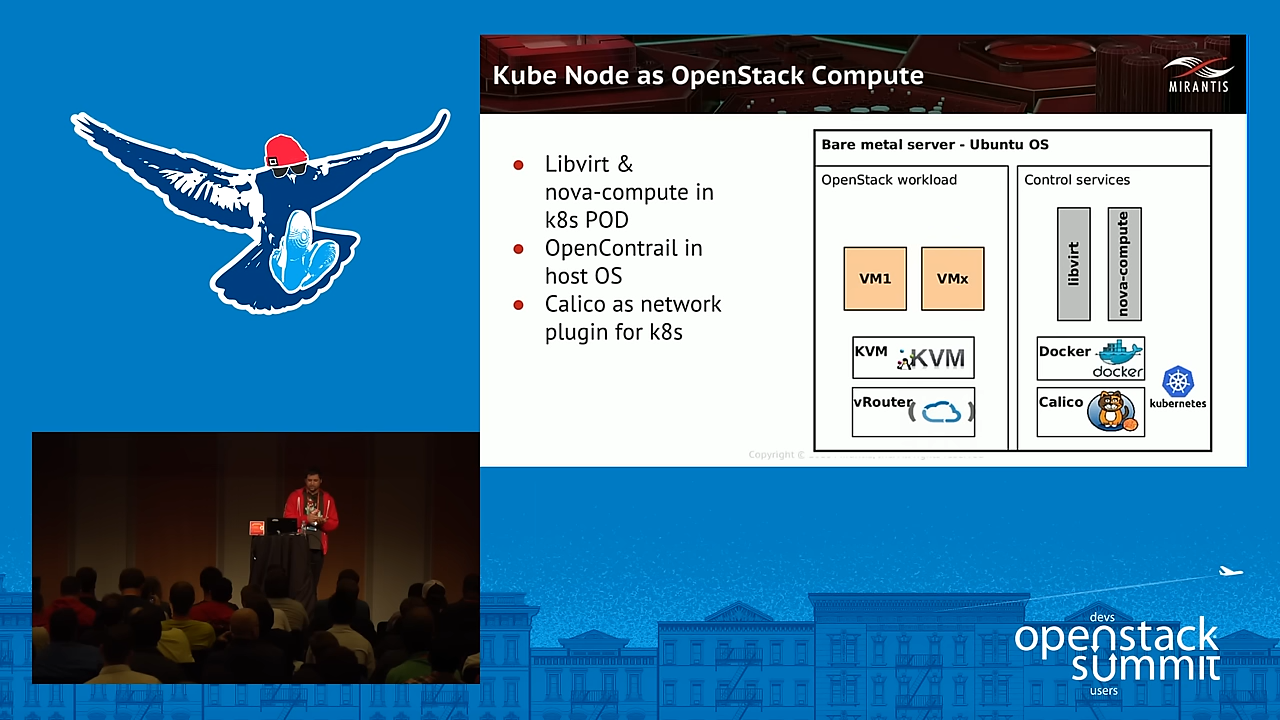 Kube Node as OpenStack Compute
MIRANTIS
Libvirt &
nova-compute in
k8s POD
OpenContrail in
host OS
Calico as network
plugin for k8s
Bare metal server - Ubuntu OS
OpenStack workload
Control services
libvirt
nova-compute
VM1
VMx
KVM
KVM
Docker
docker
vRouter
Calico
kubernetes
Copyright ©
devs
openstack
summit
users